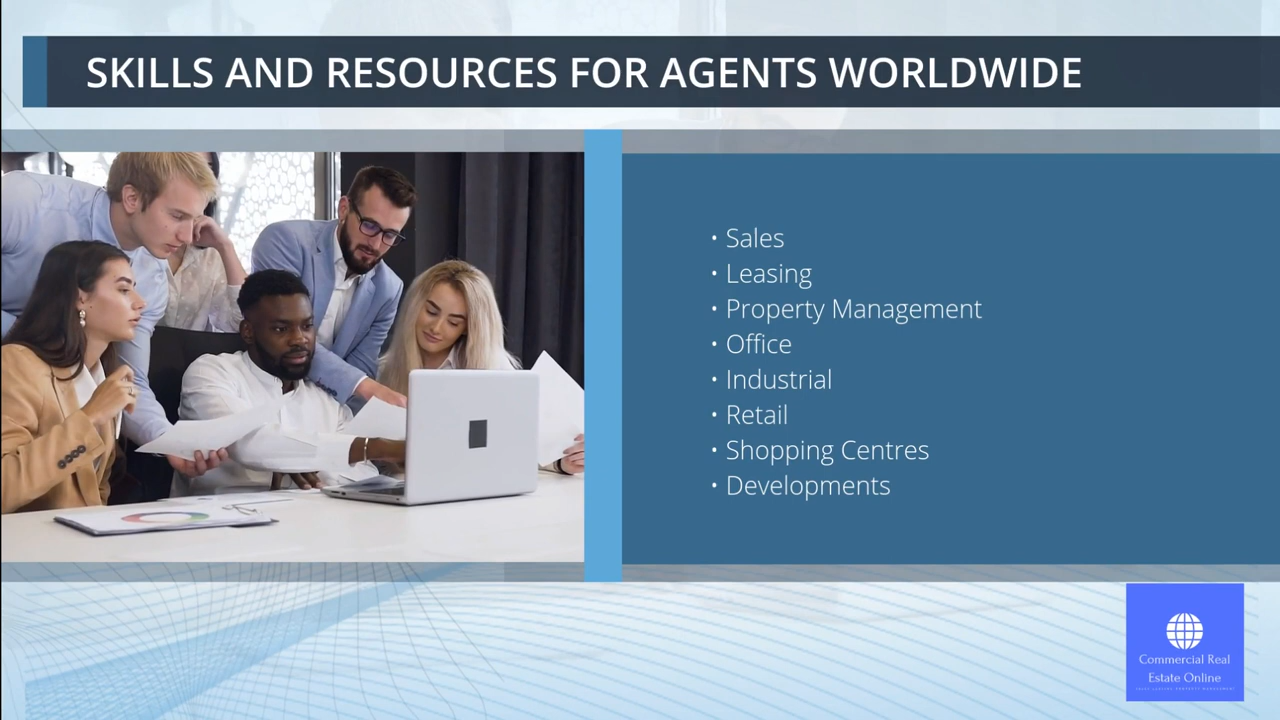 SKILLS AND RESOURCES FOR AGENTS WORLDWIDE
• Sales
• Leasing
• Property Management
• Office
• Industrial
• Retail
• Shopping Centres
• Developments
Commercial Real
Estate Online